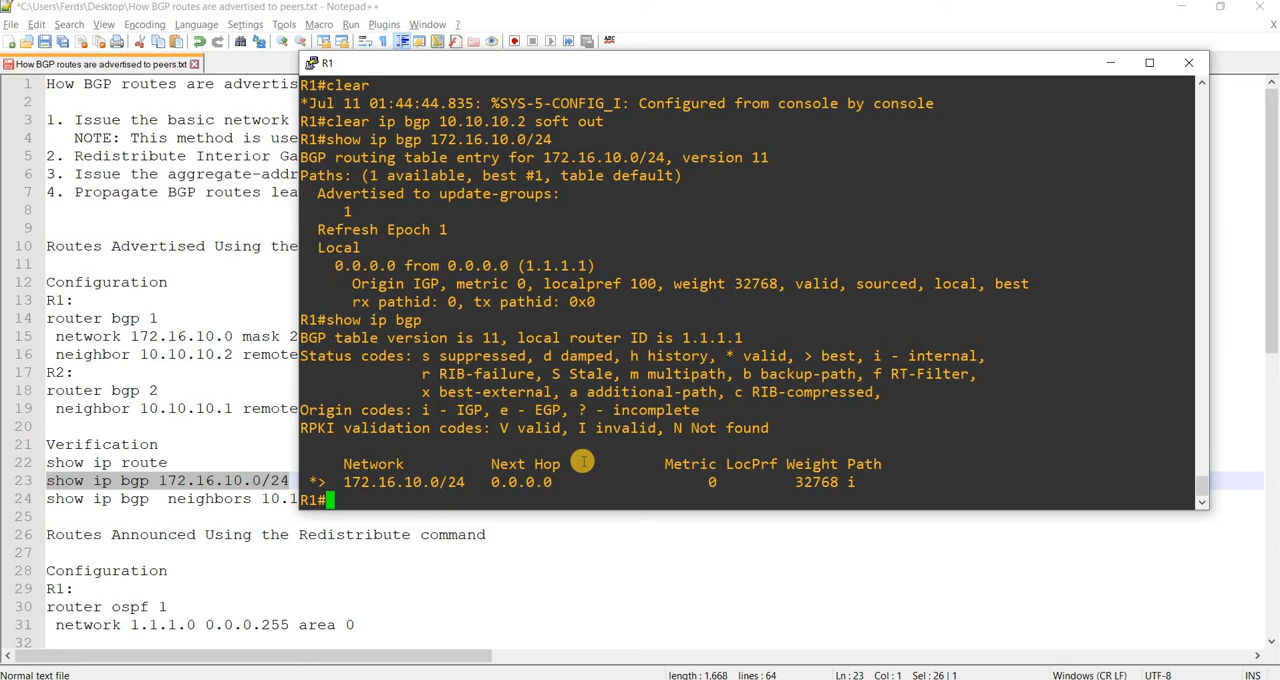 *C:\Users\Ferds\Desktop\How BGP routes are advertised to peers.txt - Notepad++
File Edit Search View Encoding Language Settings Tools Macro Run Plugins Window ?
X
How BGP routes are advertised to peers.txt
1 How BGP routes are advertis
2
3 1. Issue the basic network
4 NOTE: This method is use
5 2. Redistribute Interior Ga
6 3. Issue the aggregate-addr
7 4. Propagate BGP routes lea
8
9
10 Routes Advertised Using the
11
12 Configuration
13 R1:
14 router bgp 1
15 network 172.16.10.0 mask 2
16 neighbor 10.10.10.2 remote
17 R2:
18 router bgp 2
19 neighbor 10.10.10.1 remote
20
21 Verification
22 show ip route
23 show ip bgp 172.16.10.0/24
24 show ip bgp neighbors 10.1
25
26 Routes Announced Using the Redistribute command
27
28 Configuration
29 R1:
30 router ospf 1
31 network 1.1.1.0 0.0.0.255 area 0
32
R1
R1#clear
*Jul 11 01:44:44.835: %SYS-5-CONFIG_I: Configured from console by console
R1#clear ip bgp 10.10.10.2 soft out
R1#show ip bgp 172.16.10.0/24
BGP routing table entry for 172.16.10.0/24, version 11
Paths: (1 available, best #1, table default)
Advertised to update-groups:
1
Refresh Epoch 1
Local
0.0.0.0 from 0.0.0.0 (1.1.1.1)
Origin IGP, metric 0, localpref 100, weight 32768, valid, sourced, local, best
rx pathid: 0, tx pathid: 0x0
R1#show ip bgp
BGP table version is 11, local router ID is 1.1.1.1
Status codes: s suppressed, d damped, h history, * valid, > best, i - internal,
r RIB-failure, S Stale, m multipath, b backup-path, f RT-Filter,
x best-external, a additional-path, c RIB-compressed,
Origin codes: i - IGP, e - EGP, ? - incomplete
RPKI validation codes: V valid, I invalid, N Not found
Network Next Hop Metric LocPrf Weight Path
*> 172.16.10.0/24 0.0.0.0 0 32768 i
R1#
Normal text file length : 1,668 lines : 64 Ln : 23 Col : 1 Sel : 26 | 1 Windows (CR LF) UTF-8 INS